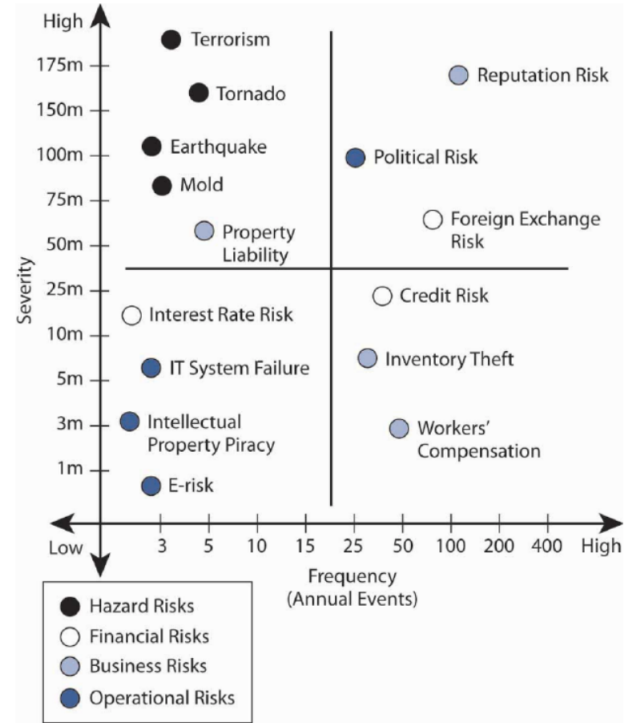 High
Terrorism
175m
Reputation Risk
Tornado
150m
Earthquake
100m
Political Risk
Mold
75m
Property
Liability
Foreign Exchange
Risk
50m
Severity
25m
Credit Risk
Interest Rate Risk
10m
IT System Failure
Inventory Theft
5m
Intellectual
Property Piracy
3m
Workers'
Compensation
1m
E-risk
Low 3 5 10 15 25 50 100 200 400 High
Frequency
(Annual Events)
Hazard Risks
Financial Risks
Business Risks
Operational Risks